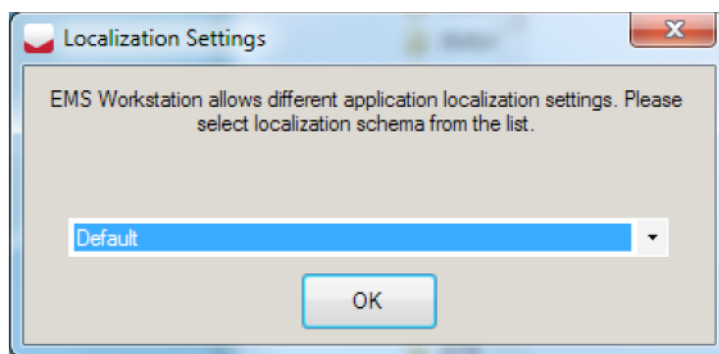 Localization Settings
EMS Workstation allows different application localization settings. Please
select localization schema from the list.
Default
OK